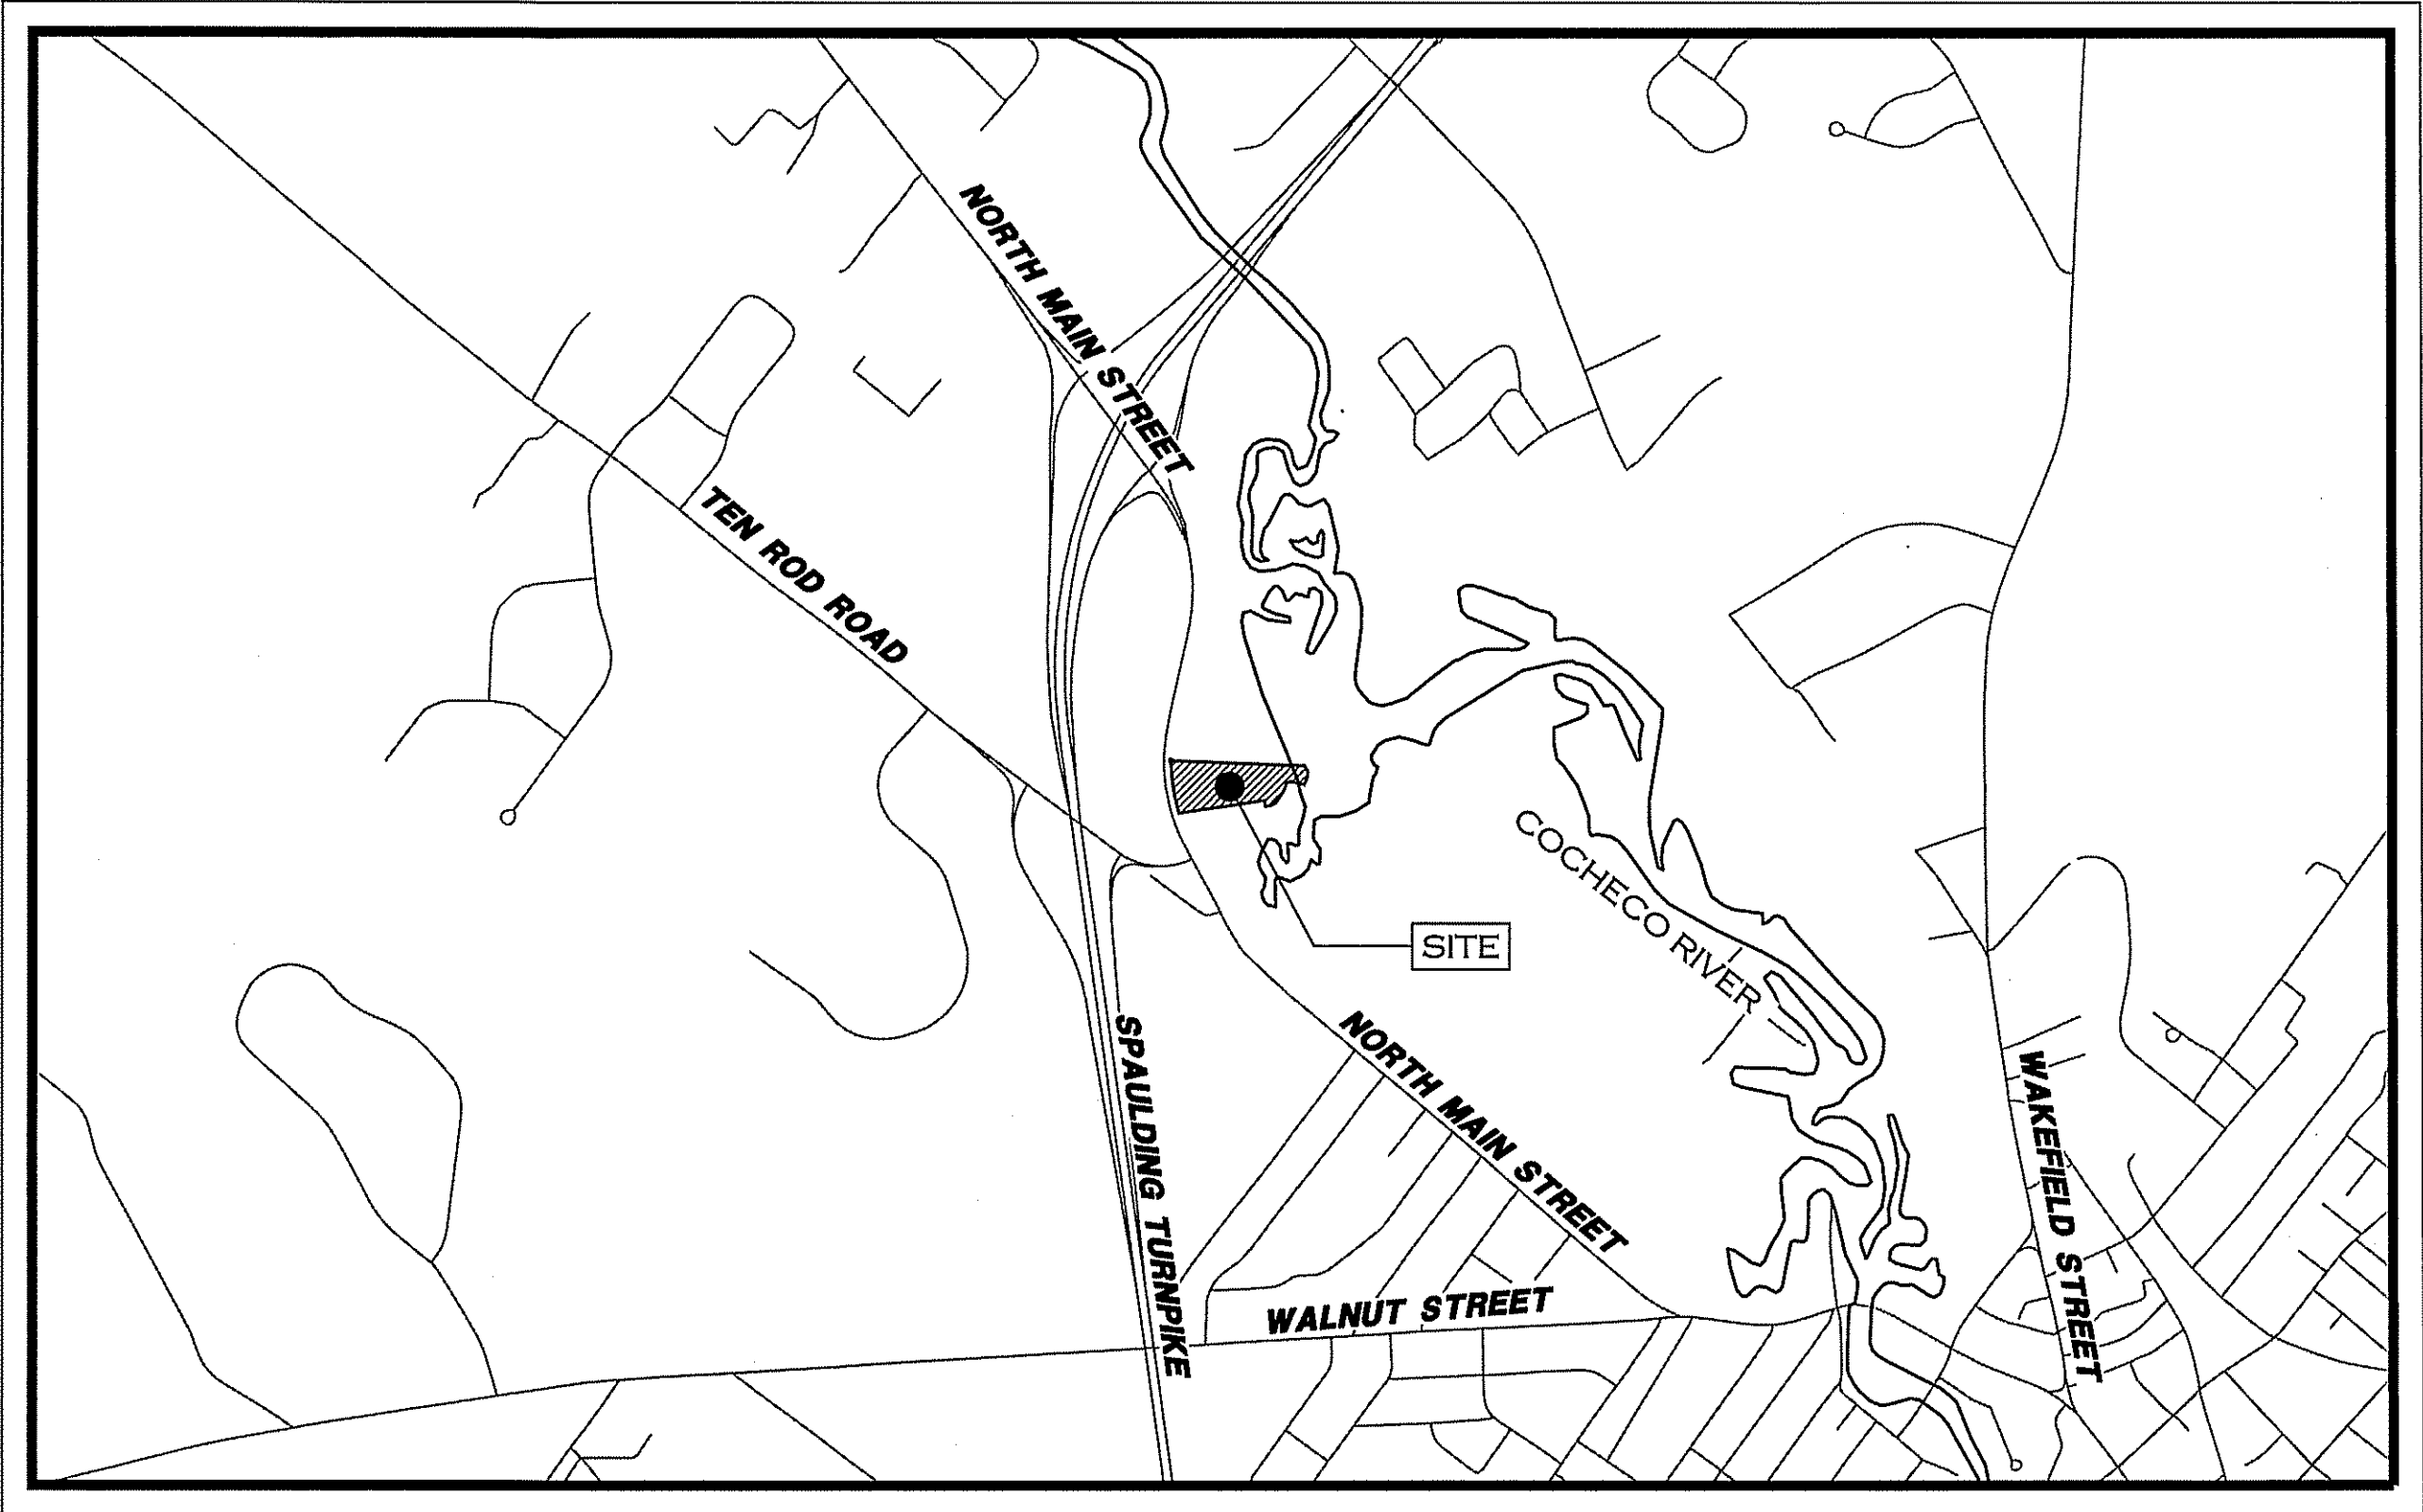 NORTH MAIN STREET
TEN ROD ROAD
COCHECO RIVER
SITE
SPAULDING TURNPIKE
NORTH MAIN STREET
WAKEFIELD STREET
WALNUT STREET